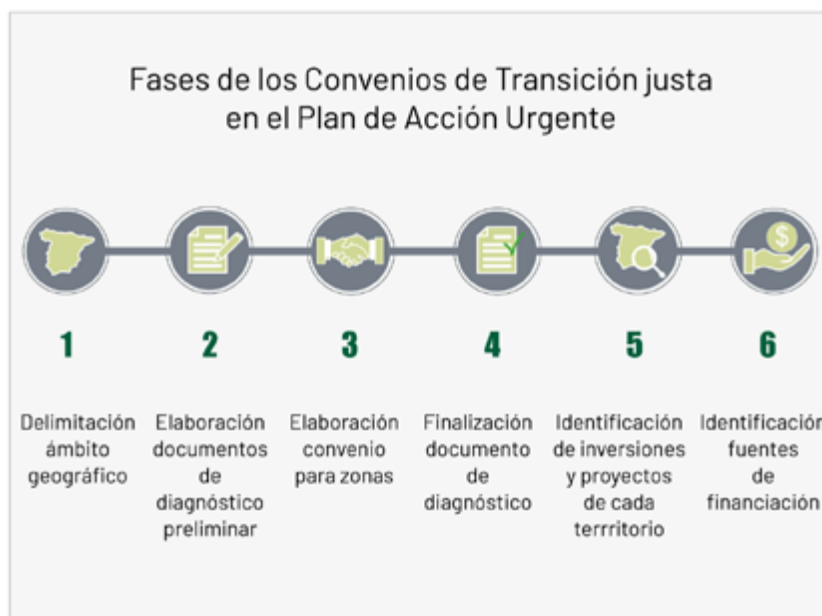 Fases de los Convenios de Transición justa
en el Plan de Acción Urgente
$
1
Delimitación
ámbito
geográfico
2
Elaboración
documentos
de
diagnóstico
preliminar
3
Elaboración
convenio
para zonas
4
Finalización
documento
de
diagnóstico
5
Identificación
de inversiones
y proyectos
de cada
terrritorio
6
Identificación
fuentes
de
financiación